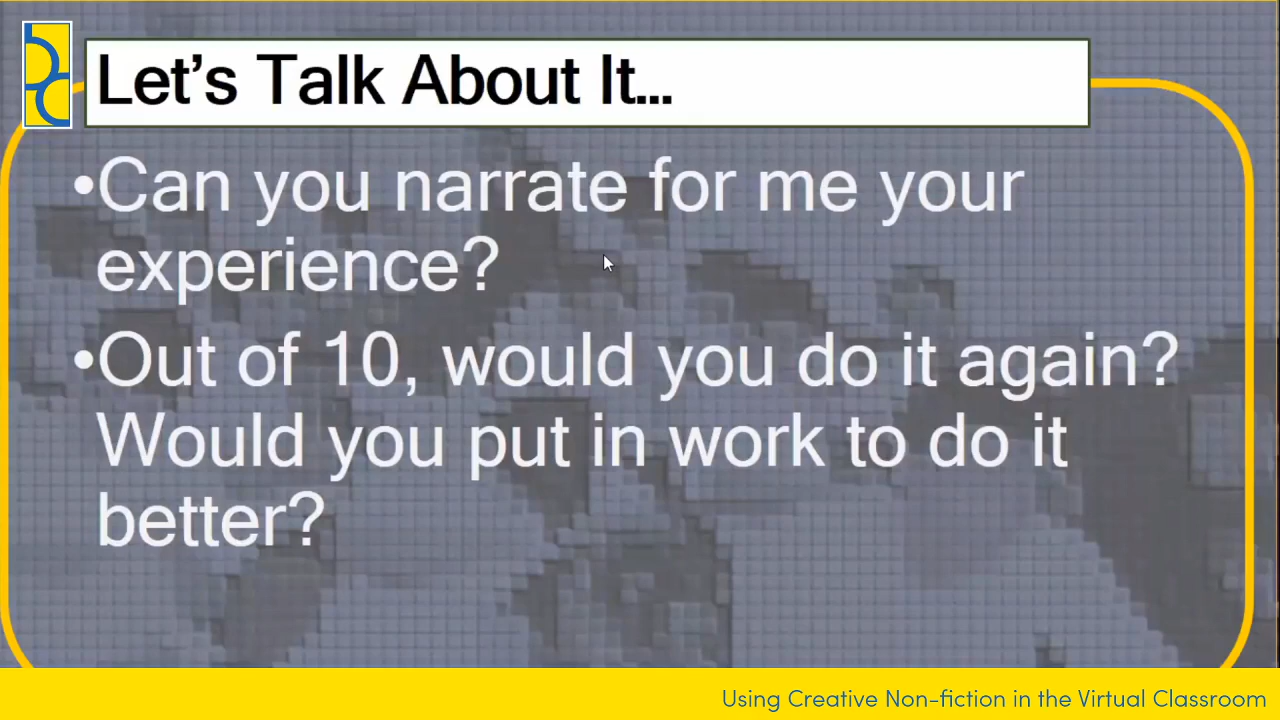 Let’s Talk About It...
•Can you narrate for me your
experience?
•Out of 10, would you do it again?
Would you put in work to do it
better?
Using Creative Non-fiction in the Virtual Classroom